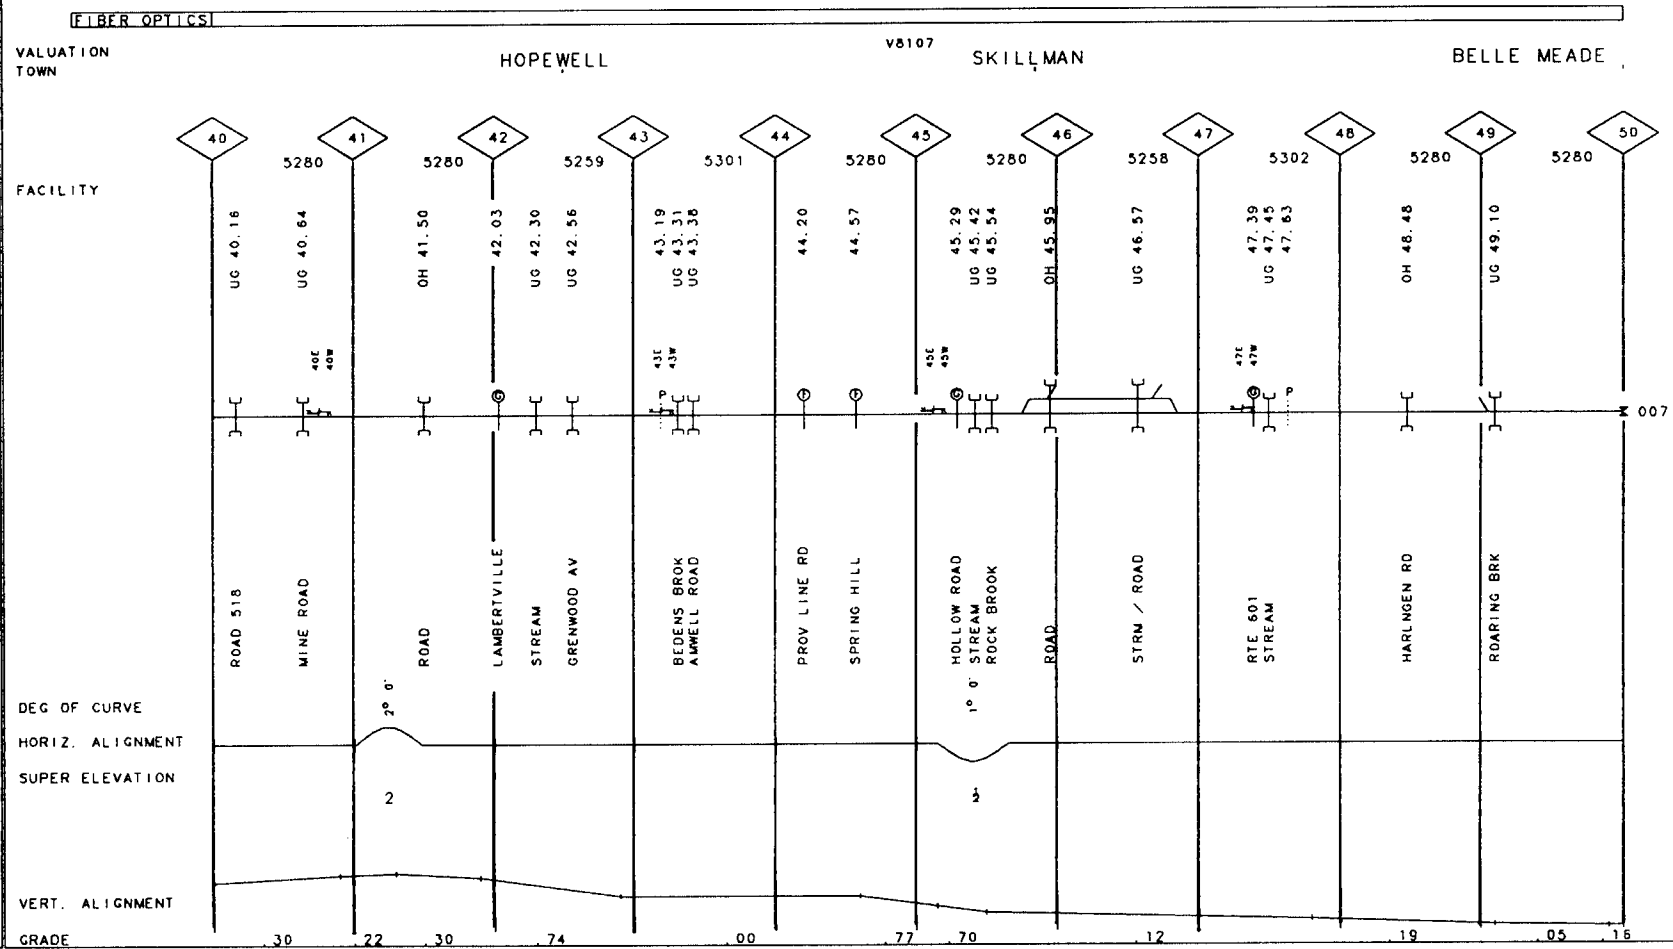 FIBER OPTICS
VALUATION
TOWN
HOPEWELL
V8107
SKILLMAN
BELLE MEADE
40 41 42 43 44 45 46 47 48 49 50
5280 5280 5259 5301 5280 5280 5258 5302 5280 5280
FACILITY
UG 40.16
UG 40.64
OH 41.50
42.03
UG 42.30
UG 42.56
43.19
UG 43.31
UG 43.38
44.20
44.57
45.29
UG 45.42
UG 45.54
OH 45.95
UG 46.57
47.39
UG 47.45
47.63
OH 48.48
UG 49.10
40E
40W
43E
43W
45E
45W
47E
47W
G
P
F
F
G
G
P
007
ROAD 518
MINE ROAD
ROAD
LAMBERTVILLE
STREAM
GRENWOOD AV
BEDENS BROK
AMWELL ROAD
PROV LINE RD
SPRING HILL
HOLLOW ROAD
STREAM
ROCK BROOK
ROAD
STRM / ROAD
RTE 601
STREAM
HARLNGEN RD
ROARING BRK
DEG OF CURVE
2° 0'
1° 0'
HORIZ. ALIGNMENT
SUPER ELEVATION
2
VERT. ALIGNMENT
GRADE
.30 .22 .30 .74 .00 .77 .70 .12 .19 .05 .16